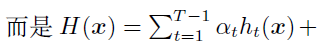 而是 $H(\boldsymbol{x}) = \sum_{t=1}^{T-1} \alpha_t h_t(\boldsymbol{x}) +$